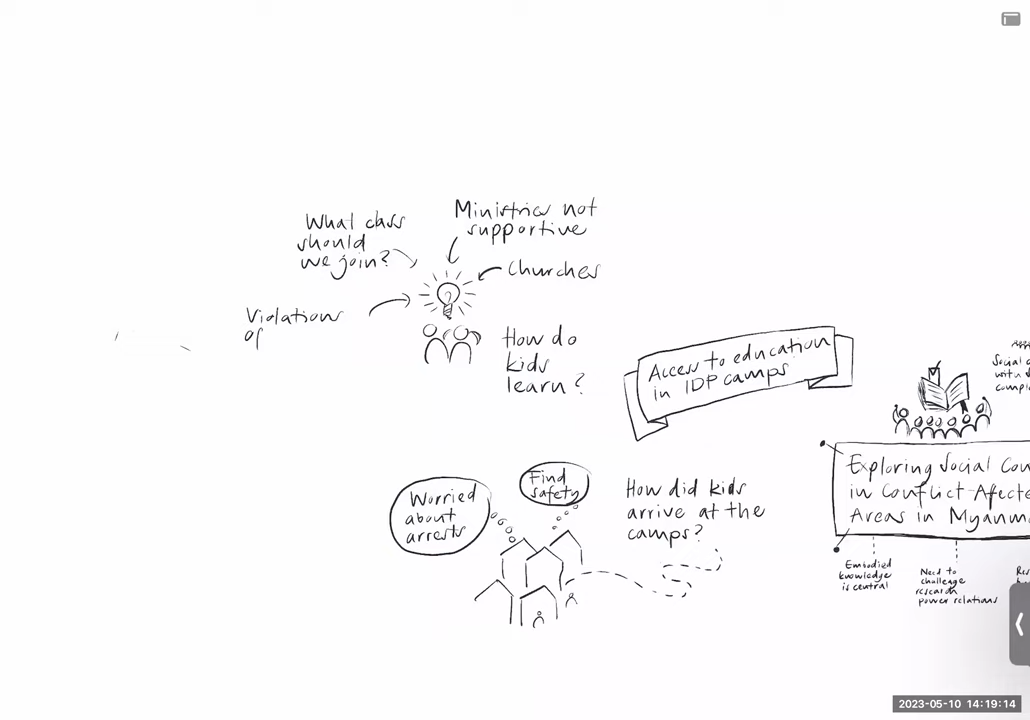 What class
should
we join?
Ministries not
supportive
Churches
Violations
of
How do
kids
learn?
Access to education
in IDP camps
Worried
about
arrests
Find
safety
How did kids
arrive at the
camps?
Social
with
Exploring Social
in Conflict-Affecte
Areas in Myanm
Embodied
knowledge
is central
Need to
challenge
research
power relations
2023-05-10 14:19:14